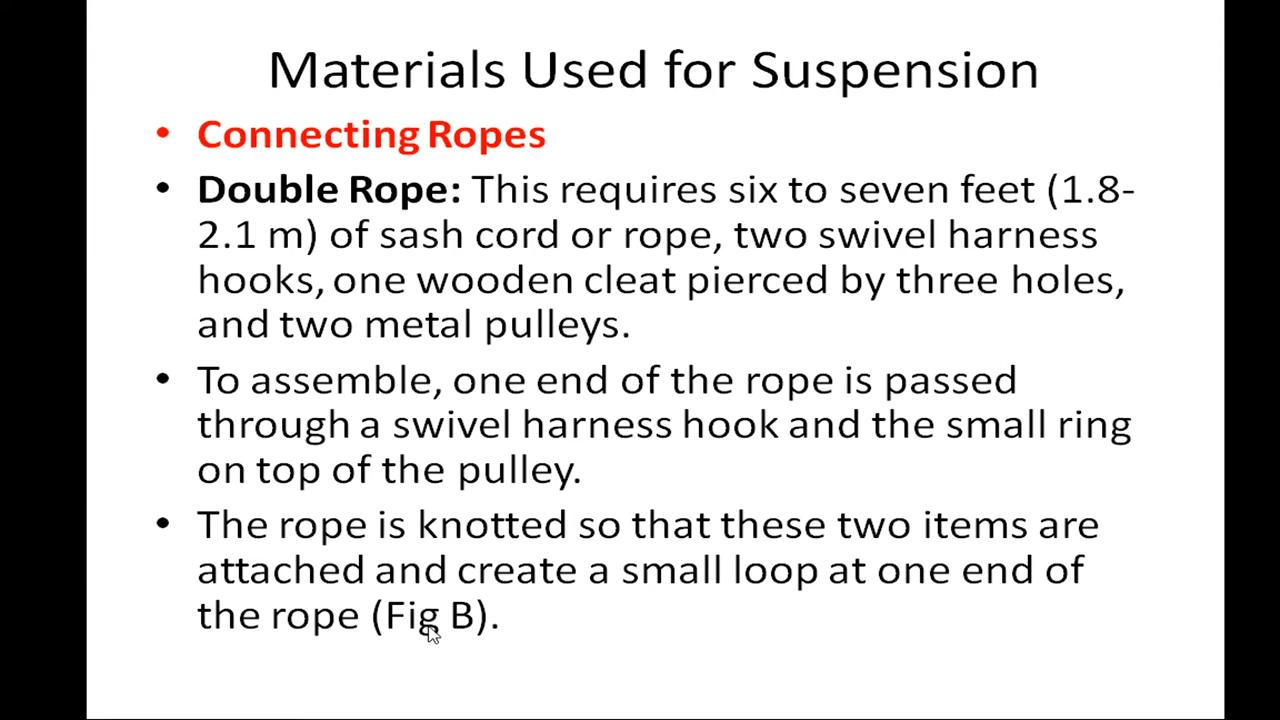 Materials Used for Suspension
• Connecting Ropes
• Double Rope: This requires six to seven feet (1.8-
2.1 m) of sash cord or rope, two swivel harness
hooks, one wooden cleat pierced by three holes,
and two metal pulleys.
• To assemble, one end of the rope is passed
through a swivel harness hook and the small ring
on top of the pulley.
• The rope is knotted so that these two items are
attached and create a small loop at one end of
the rope (Fig B).